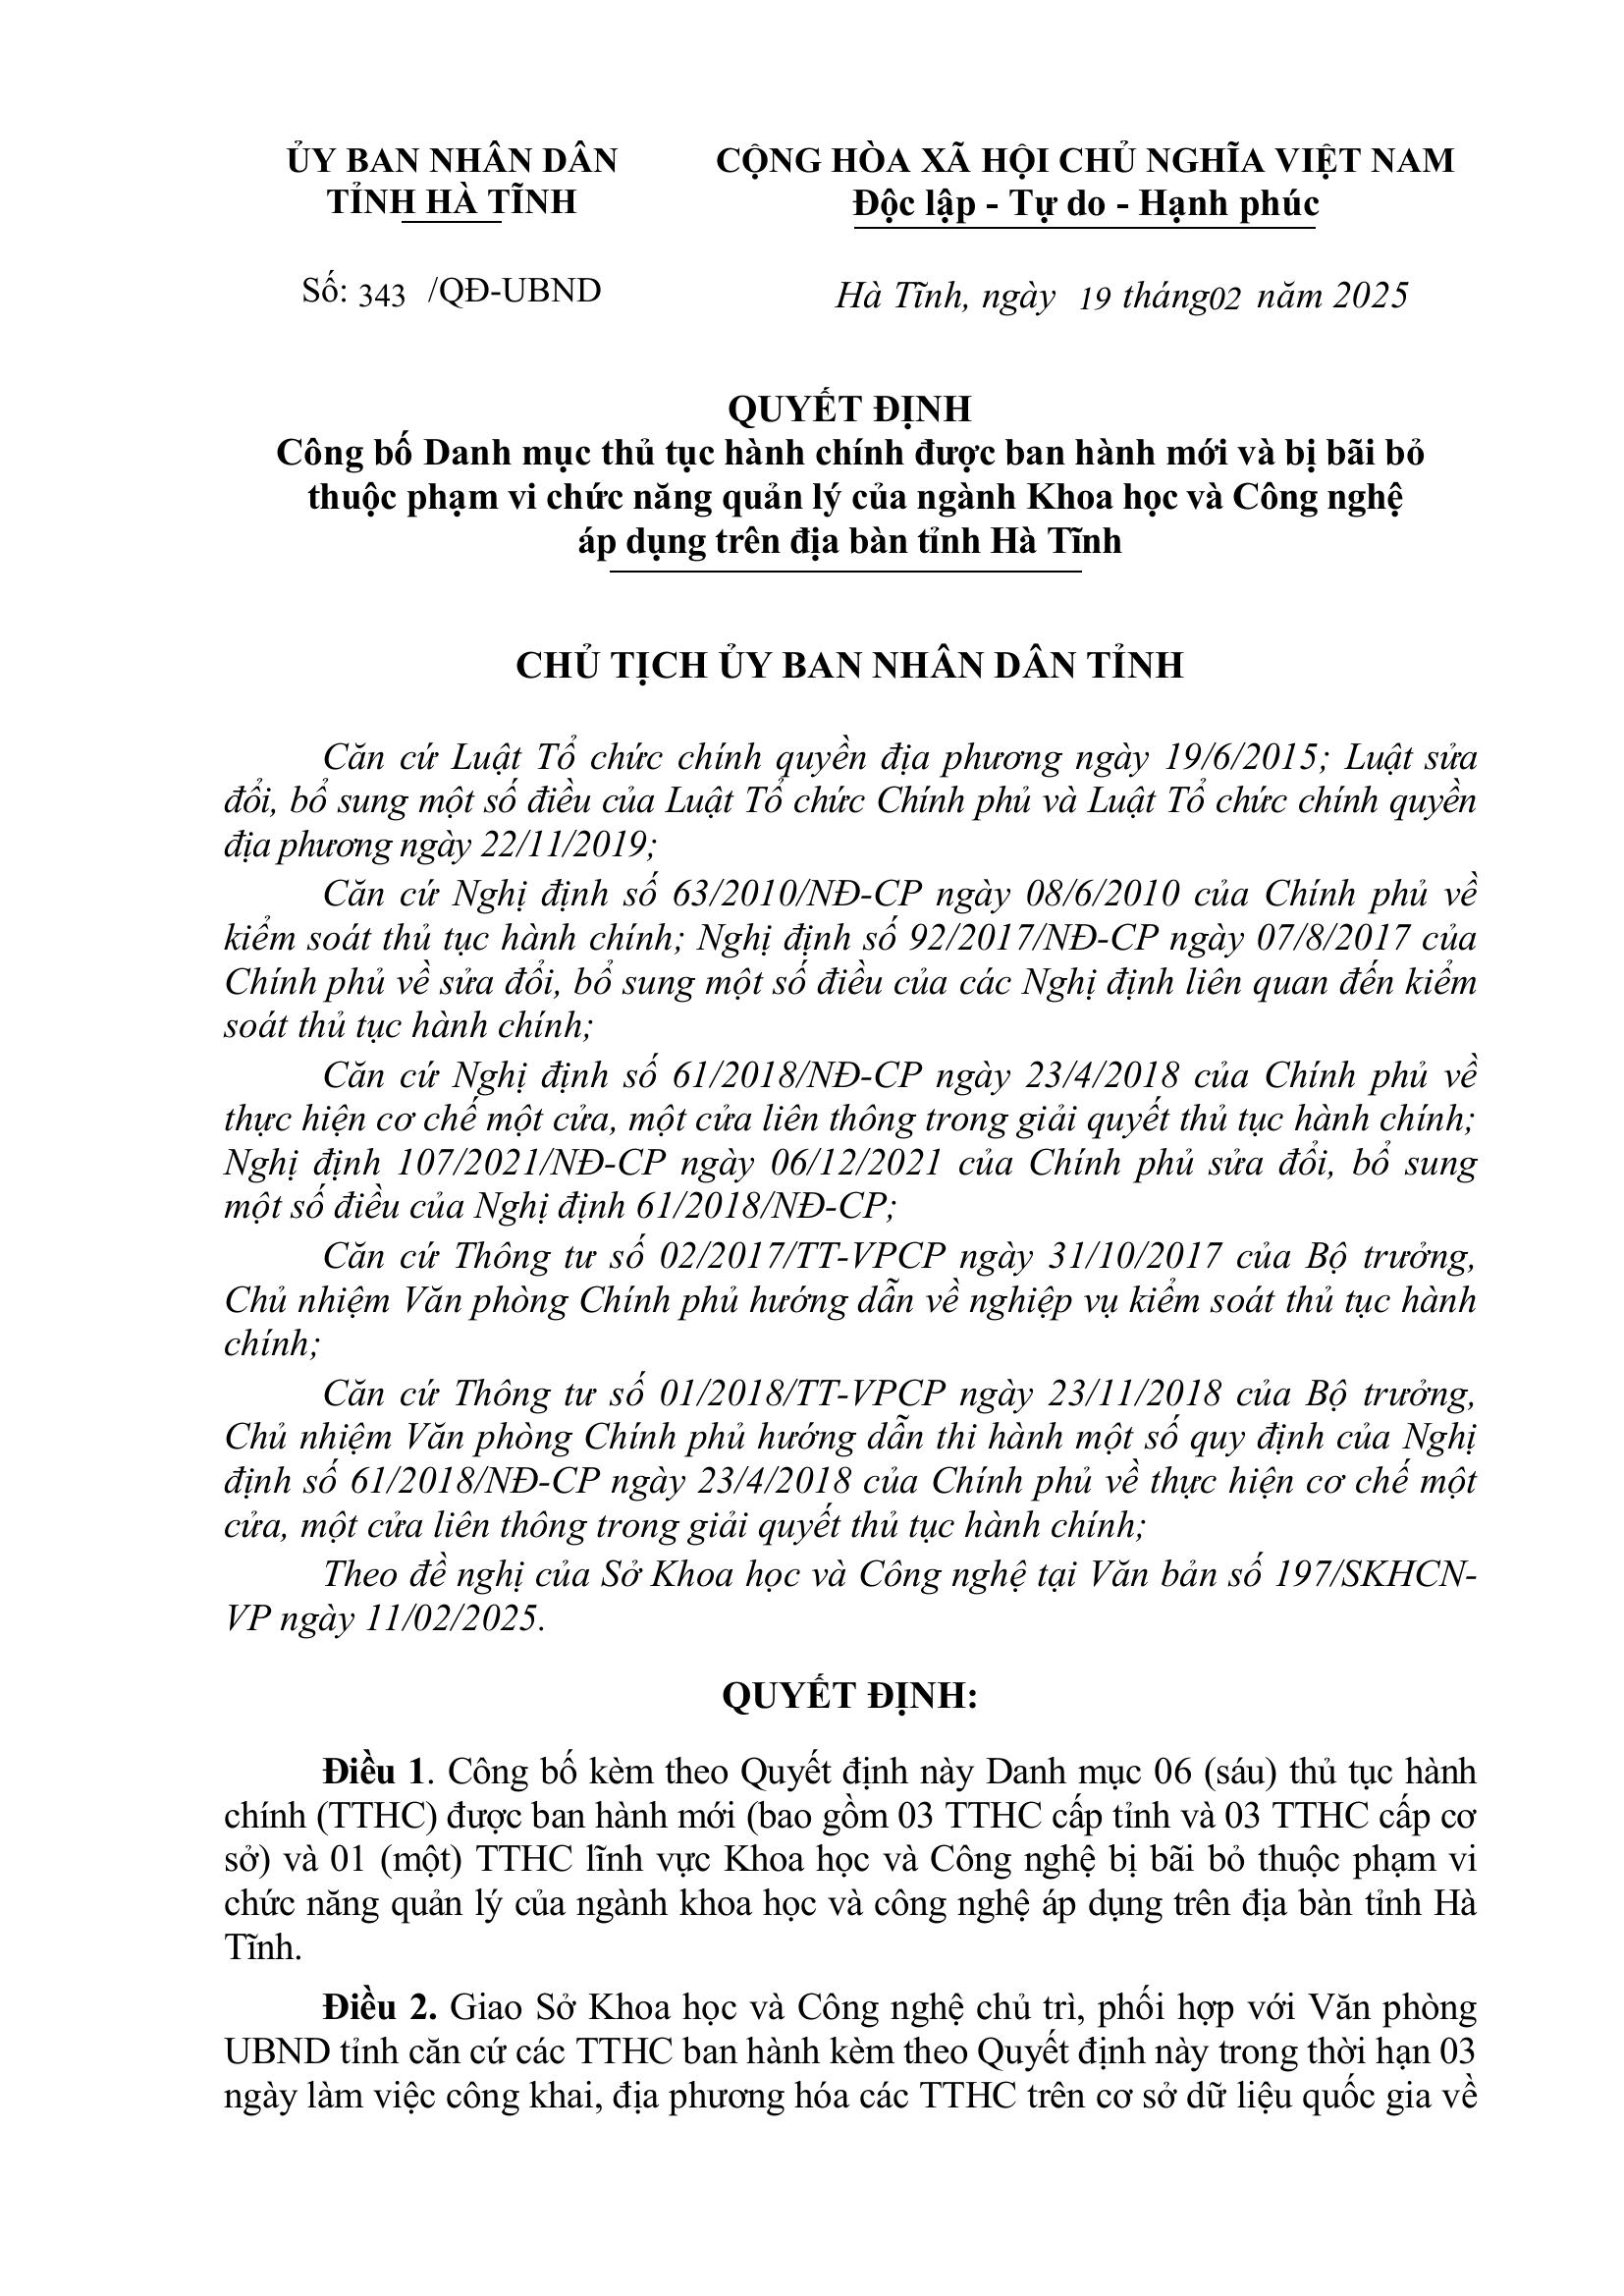 ỦY BAN NHÂN DÂN
TỈNH HÀ TĨNH
Số: 343 /QĐ-UBND
CỘNG HÒA XÃ HỘI CHỦ NGHĨA VIỆT NAM
Độc lập - Tự do - Hạnh phúc
Hà Tĩnh, ngày 19 tháng02 năm 2025
QUYẾT ĐỊNH
Công bố Danh mục thủ tục hành chính được ban hành mới và bị bãi bỏ
thuộc phạm vi chức năng quản lý của ngành Khoa học và Công nghệ
áp dụng trên địa bàn tỉnh Hà Tĩnh
CHỦ TỊCH ỦY BAN NHÂN DÂN TỈNH
Căn cứ Luật Tổ chức chính quyền địa phương ngày 19/6/2015; Luật sửa
đổi, bổ sung một số điều của Luật Tổ chức Chính phủ và Luật Tổ chức chính quyền
địa phương ngày 22/11/2019;
Căn cứ Nghị định số 63/2010/NĐ-CP ngày 08/6/2010 của Chính phủ về
kiểm soát thủ tục hành chính; Nghị định số 92/2017/NĐ-CP ngày 07/8/2017 của
Chính phủ về sửa đổi, bổ sung một số điều của các Nghị định liên quan đến kiểm
soát thủ tục hành chính;
Căn cứ Nghị định số 61/2018/NĐ-CP ngày 23/4/2018 của Chính phủ về
thực hiện cơ chế một cửa, một cửa liên thông trong giải quyết thủ tục hành chính;
Nghị định 107/2021/NĐ-CP ngày 06/12/2021 của Chính phủ sửa đổi, bổ sung
một số điều của Nghị định 61/2018/NĐ-CP;
Căn cứ Thông tư số 02/2017/TT-VPCP ngày 31/10/2017 của Bộ trưởng,
Chủ nhiệm Văn phòng Chính phủ hướng dẫn về nghiệp vụ kiểm soát thủ tục hành
chính;
Căn cứ Thông tư số 01/2018/TT-VPCP ngày 23/11/2018 của Bộ trưởng,
Chủ nhiệm Văn phòng Chính phủ hướng dẫn thi hành một số quy định của Nghị
định số 61/2018/NĐ-CP ngày 23/4/2018 của Chính phủ về thực hiện cơ chế một
cửa, một cửa liên thông trong giải quyết thủ tục hành chính;
Theo đề nghị của Sở Khoa học và Công nghệ tại Văn bản số 197/SKHCN-
VP ngày 11/02/2025.
QUYẾT ĐỊNH:
Điều 1. Công bố kèm theo Quyết định này Danh mục 06 (sáu) thủ tục hành
chính (TTHC) được ban hành mới (bao gồm 03 TTHC cấp tỉnh và 03 TTHC cấp cơ
sở) và 01 (một) TTHC lĩnh vực Khoa học và Công nghệ bị bãi bỏ thuộc phạm vi
chức năng quản lý của ngành khoa học và công nghệ áp dụng trên địa bàn tỉnh Hà
Tĩnh.
Điều 2. Giao Sở Khoa học và Công nghệ chủ trì, phối hợp với Văn phòng
UBND tỉnh căn cứ các TTHC ban hành kèm theo Quyết định này trong thời hạn 03
ngày làm việc công khai, địa phương hóa các TTHC trên cơ sở dữ liệu quốc gia về